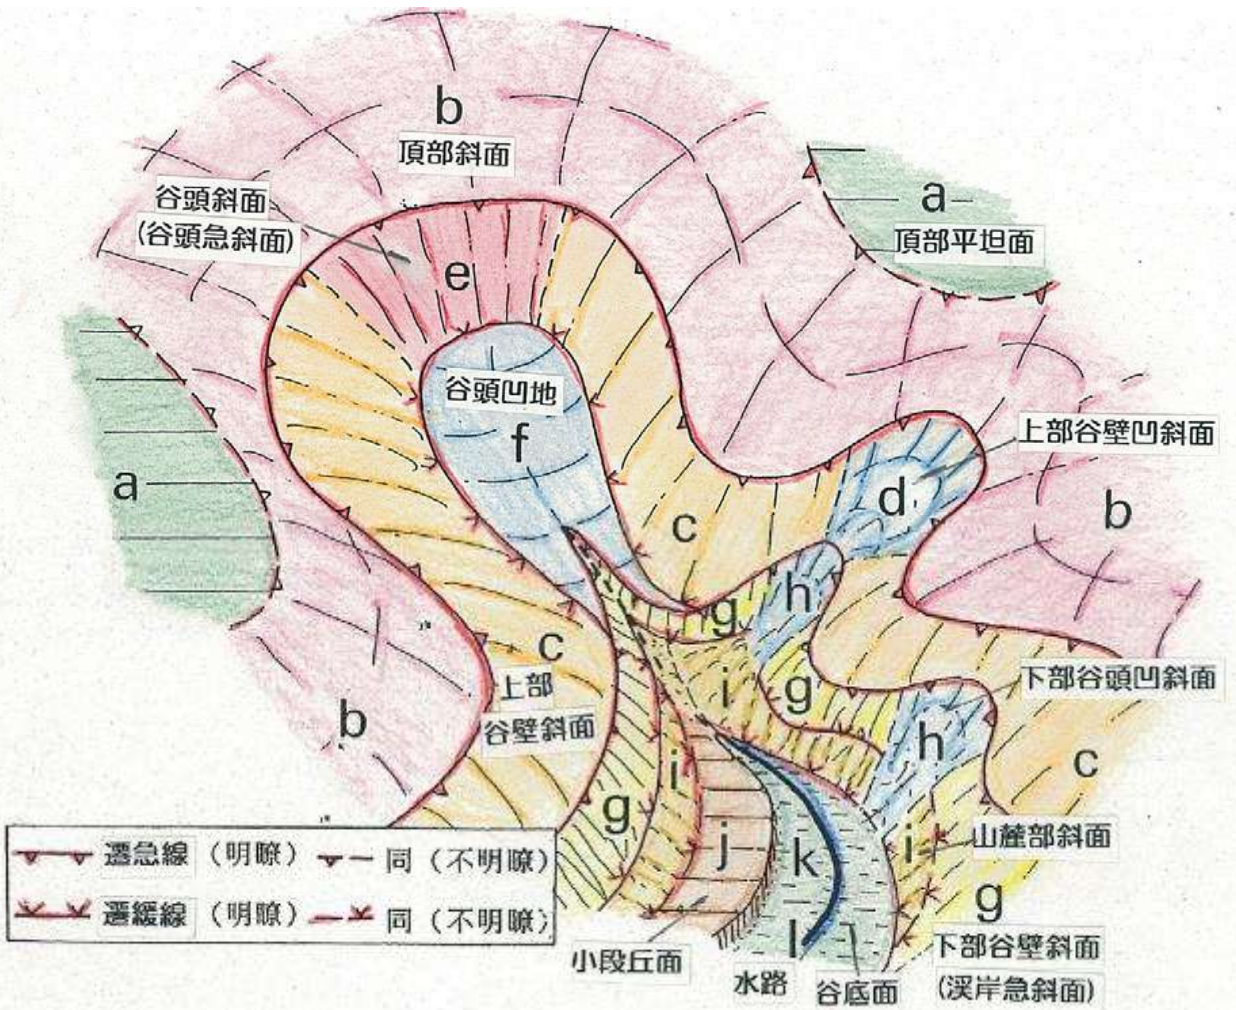 b
頂部斜面
谷頭斜面
(谷頭急斜面)
a
頂部平坦面
e
谷頭凹地
f
上部谷壁凹斜面
d
a
c
b
h
g
c
上部
谷壁斜面
i
g
下部谷頭凹斜面
b
h
c
i
g
j
k
i
山麓部斜面
g
遷急線(明瞭)
同(不明瞭)
遷緩線(明瞭)
同(不明瞭)
l
下部谷壁斜面
(渓岸急斜面)
小段丘面
水路
谷底面